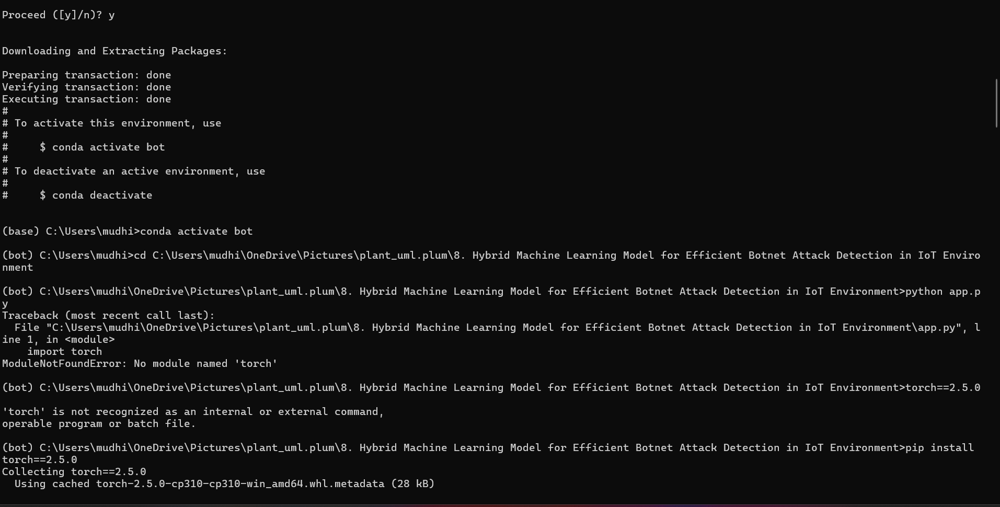 Proceed ([y]/n)? y
Downloading and Extracting Packages:
Preparing transaction: done
Verifying transaction: done
Executing transaction: done
#
# To activate this environment, use
#
#     $ conda activate bot
#
# To deactivate an active environment, use
#
#     $ conda deactivate
(base) C:\Users\mudhi>conda activate bot
(bot) C:\Users\mudhi>cd C:\Users\mudhi\OneDrive\Pictures\plant_uml.plum\8. Hybrid Machine Learning Model for Efficient Botnet Attack Detection in IoT Enviro
nment
(bot) C:\Users\mudhi\OneDrive\Pictures\plant_uml.plum\8. Hybrid Machine Learning Model for Efficient Botnet Attack Detection in IoT Environment>python app.p
y
Traceback (most recent call last):
  File "C:\Users\mudhi\OneDrive\Pictures\plant_uml.plum\8. Hybrid Machine Learning Model for Efficient Botnet Attack Detection in IoT Environment\app.py", l
ine 1, in <module>
    import torch
ModuleNotFoundError: No module named 'torch'
(bot) C:\Users\mudhi\OneDrive\Pictures\plant_uml.plum\8. Hybrid Machine Learning Model for Efficient Botnet Attack Detection in IoT Environment>torch==2.5.0
'torch' is not recognized as an internal or external command,
operable program or batch file.
(bot) C:\Users\mudhi\OneDrive\Pictures\plant_uml.plum\8. Hybrid Machine Learning Model for Efficient Botnet Attack Detection in IoT Environment>pip install
torch==2.5.0
Collecting torch==2.5.0
  Using cached torch-2.5.0-cp310-cp310-win_amd64.whl.metadata (28 kB)